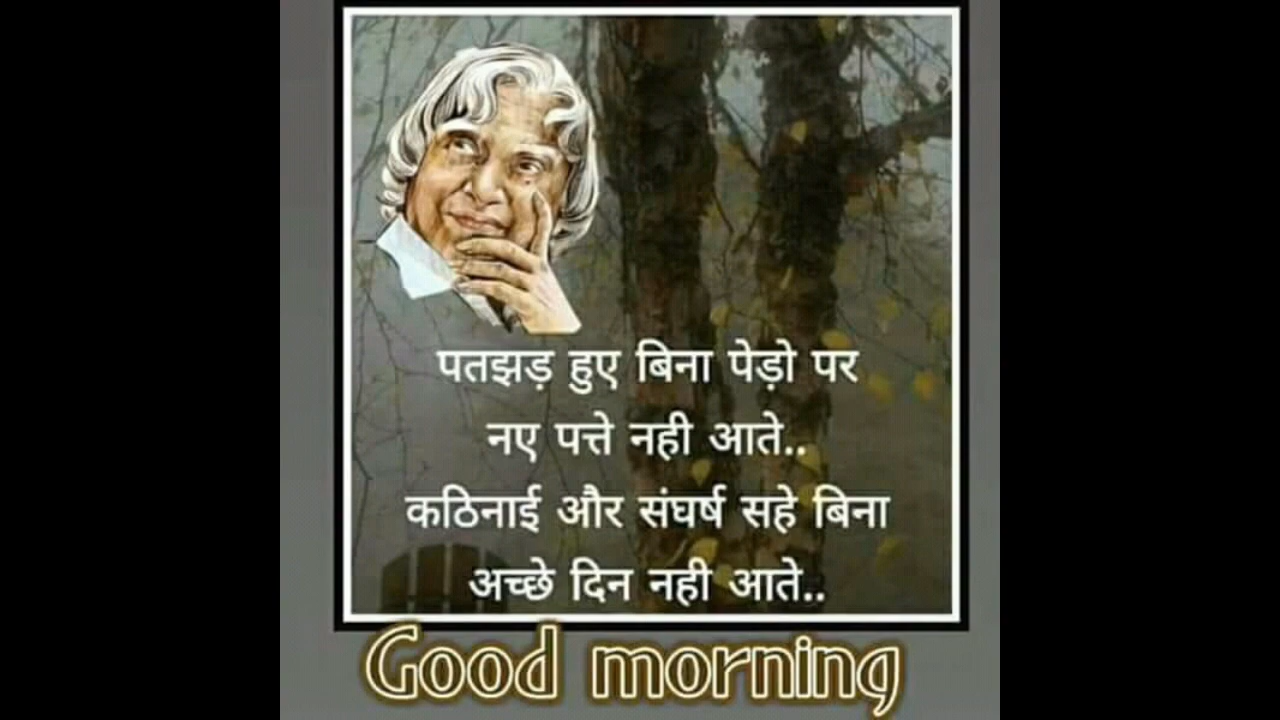 पतझड़ हुए बिना पेड़ो पर
नए पत्ते नही आते..
कठिनाई और संघर्ष सहे बिना
अच्छे दिन नही आते..
Good morning